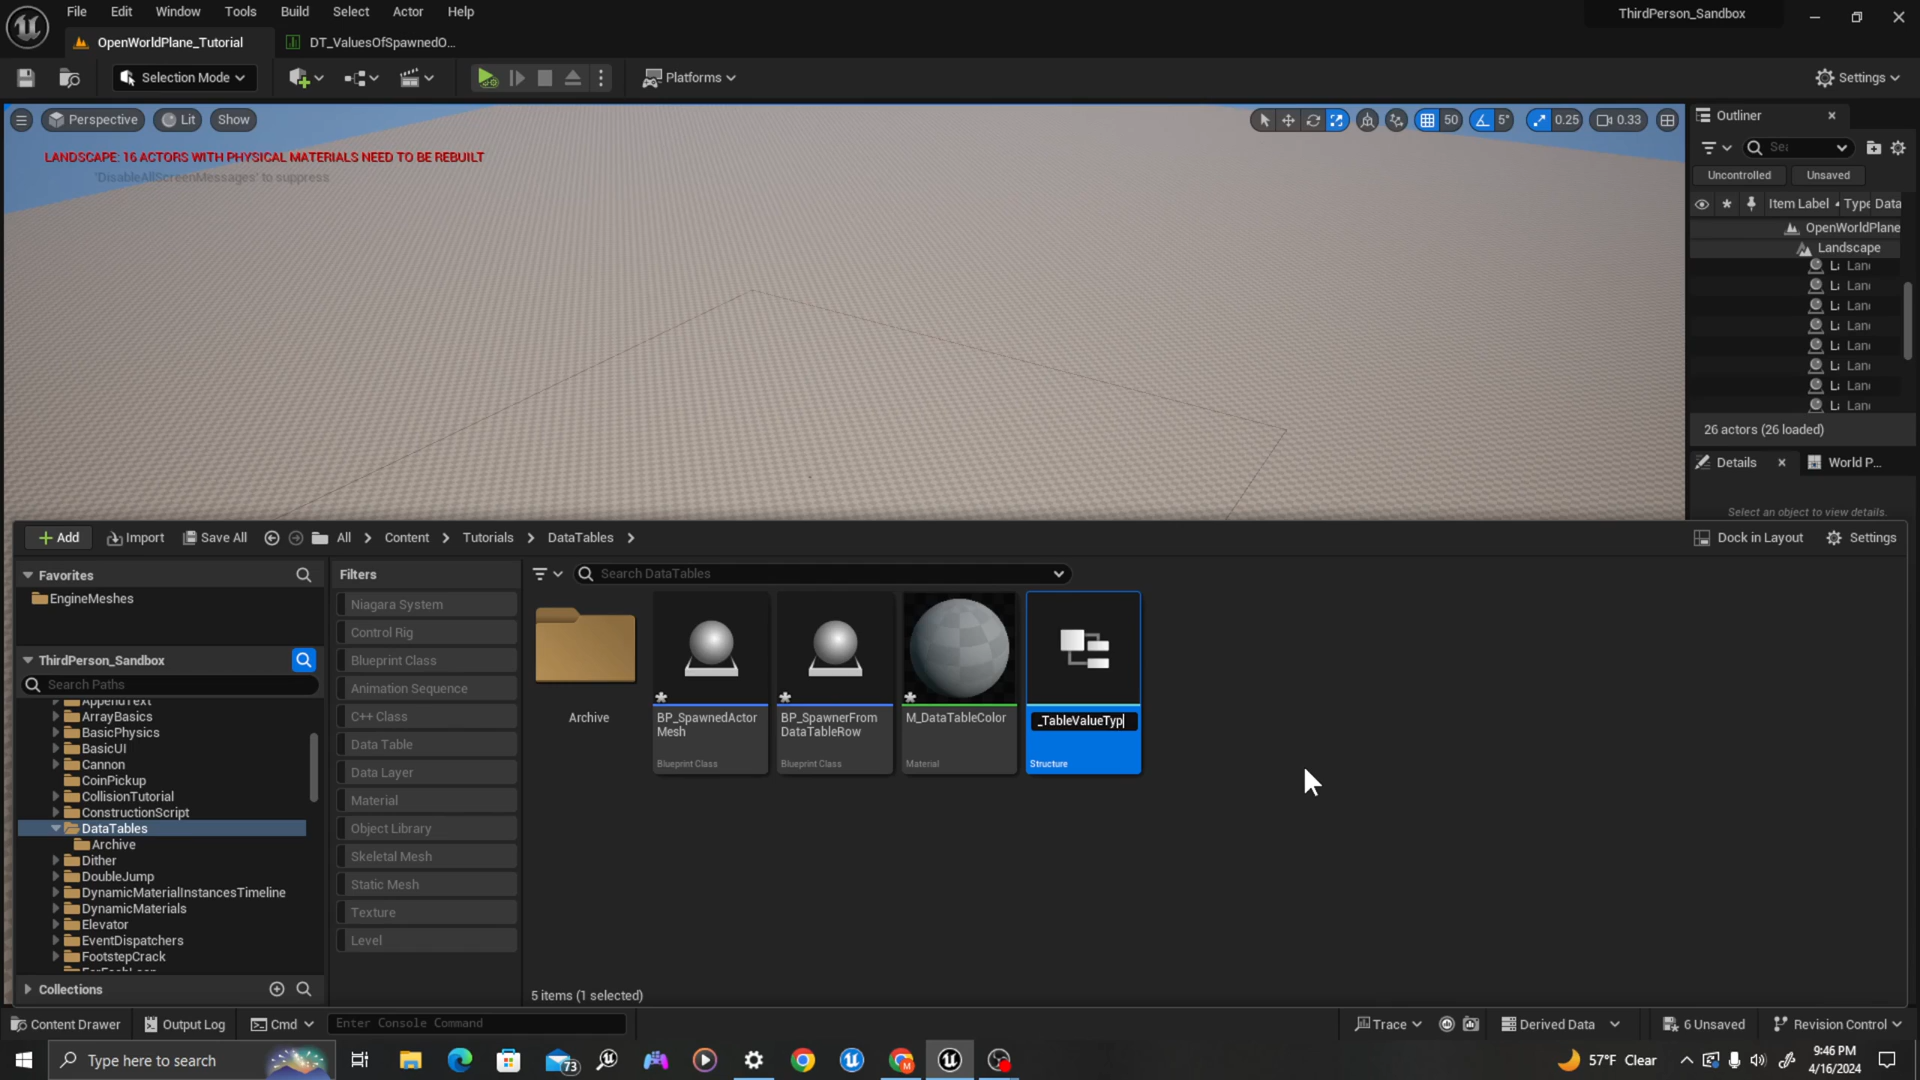 File Edit Window Tools Build Select Actor Help
ThirdPerson_Sandbox
OpenWorldPlane_Tutorial
DT_ValuesOfSpawnedO...
Selection Mode
Platforms
Settings
Perspective
Lit
Show
50
5°
0.25
0.33
LANDSCAPE: 16 ACTORS WITH PHYSICAL MATERIALS NEED TO BE REBUILT
'DisableAllScreenMessages' to suppress
Outliner
Uncontrolled
Unsaved
Item Label
Type
Data
OpenWorldPlane
Landscape
26 actors (26 loaded)
Details
World P...
Select an object to view details.
Add
Import
Save All
All
Content
Tutorials
DataTables
Dock in Layout
Settings
Favorites
EngineMeshes
ThirdPerson_Sandbox
Search Paths
AppendText
ArrayBasics
BasicPhysics
BasicUI
Cannon
CoinPickup
CollisionTutorial
ConstructionScript
DataTables
Archive
Dither
DoubleJump
DynamicMaterialInstancesTimeline
DynamicMaterials
Elevator
EventDispatchers
FootstepCrack
Collections
Filters
Niagara System
Control Rig
Blueprint Class
Animation Sequence
C++ Class
Data Table
Data Layer
Material
Object Library
Skeletal Mesh
Static Mesh
Texture
Level
Search DataTables
Archive
BP_SpawnedActor
Mesh
Blueprint Class
BP_SpawnerFrom
DataTableRow
Blueprint Class
M_DataTableColor
Material
_TableValueTyp
Structure
5 items (1 selected)
Content Drawer
Output Log
Cmd
Enter Console Command
Trace
Derived Data
6 Unsaved
Revision Control
Type here to search
73
57°F Clear
9:46 PM
4/16/2024